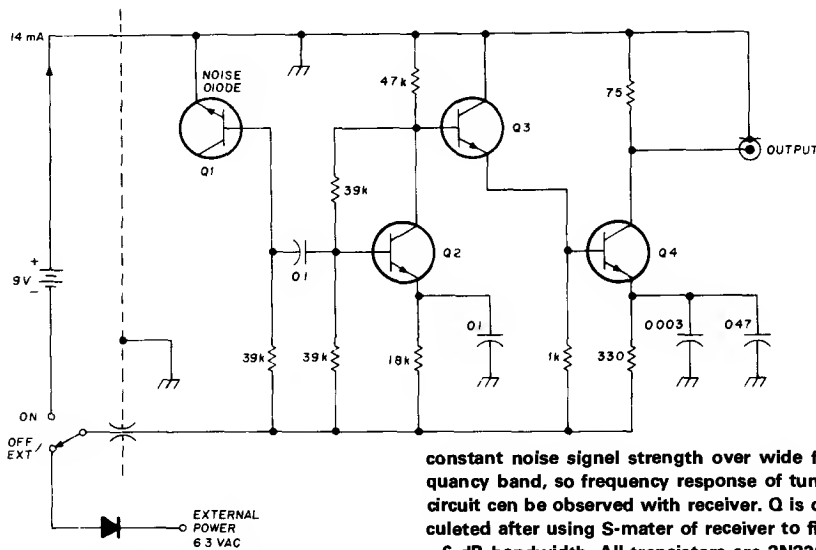 14 mA
NOISE
DIODE
Q1
47k
Q3
75
OUTPUT
39k
Q2
Q4
+
9V
−
01
01
0003
047
39k
39k
18k
1k
330
ON
OFF
EXT/
EXTERNAL
POWER
6 3 VAC
constant noise signel strength over wide f
quancy band, so frequency response of tun
circuit cen be observed with receiver. Q is c
culeted after using S-mater of receiver to fi
6 dB bandwidth. All transistors are